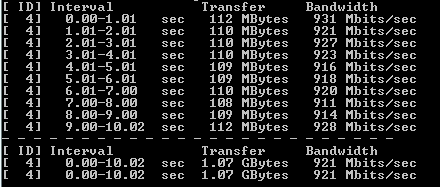 [ ID] Interval           Transfer     Bandwidth
[  4]   0.00-1.01   sec   112 MBytes   931 Mbits/sec
[  4]   1.01-2.01   sec   110 MBytes   921 Mbits/sec
[  4]   2.01-3.01   sec   110 MBytes   927 Mbits/sec
[  4]   3.01-4.01   sec   110 MBytes   923 Mbits/sec
[  4]   4.01-5.01   sec   109 MBytes   916 Mbits/sec
[  4]   5.01-6.01   sec   109 MBytes   918 Mbits/sec
[  4]   6.01-7.00   sec   110 MBytes   920 Mbits/sec
[  4]   7.00-8.00   sec   108 MBytes   911 Mbits/sec
[  4]   8.00-9.00   sec   109 MBytes   914 Mbits/sec
[  4]   9.00-10.02  sec   112 MBytes   928 Mbits/sec
- - - - - - - - - - - - - - - - - - - - - - - - -
[ ID] Interval           Transfer     Bandwidth
[  4]   0.00-10.02  sec  1.07 GBytes   921 Mbits/sec
[  4]   0.00-10.02  sec  1.07 GBytes   921 Mbits/sec